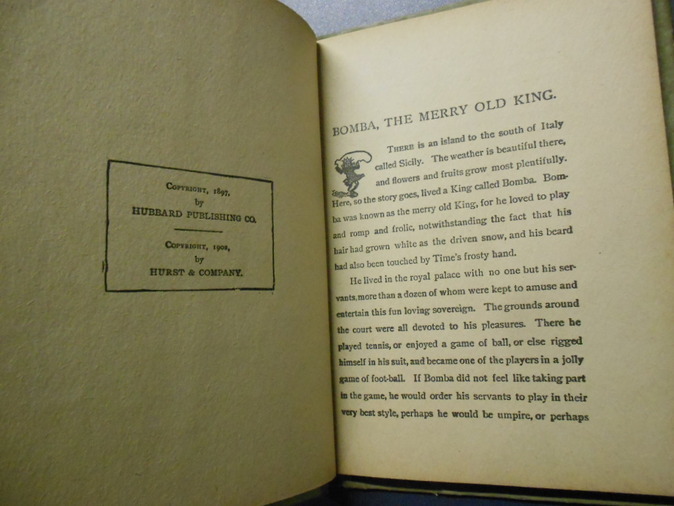 COPYRIGHT, 1897,
by
HUBBARD PUBLISHING CO.
COPYRIGHT, 1902,
by
HURST & COMPANY.
BOMBA, THE MERRY OLD KING.
THERE is an island to the south of Italy
called Sicily. The weather is beautiful there,
and flowers and fruits grow most plentifully.
Here, so the story goes, lived a King called Bomba. Bom-
ba was known as the merry old King, for he loved to play
and romp and frolic, notwithstanding the fact that his
hair had grown white as the driven snow, and his beard
had also been touched by Time's frosty hand.
He lived in the royal palace with no one but his ser-
vants, more than a dozen of whom were kept to amuse and
entertain this fun loving sovereign. The grounds around
the court were all devoted to his pleasures. There he
played tennis, or enjoyed a game of ball, or else rigged
himself in his suit, and became one of the players in a jolly
game of foot-ball. If Bomba did not feel like taking part
in the game, he would order his servants to play in their
very best style, perhaps he would be umpire, or perhaps